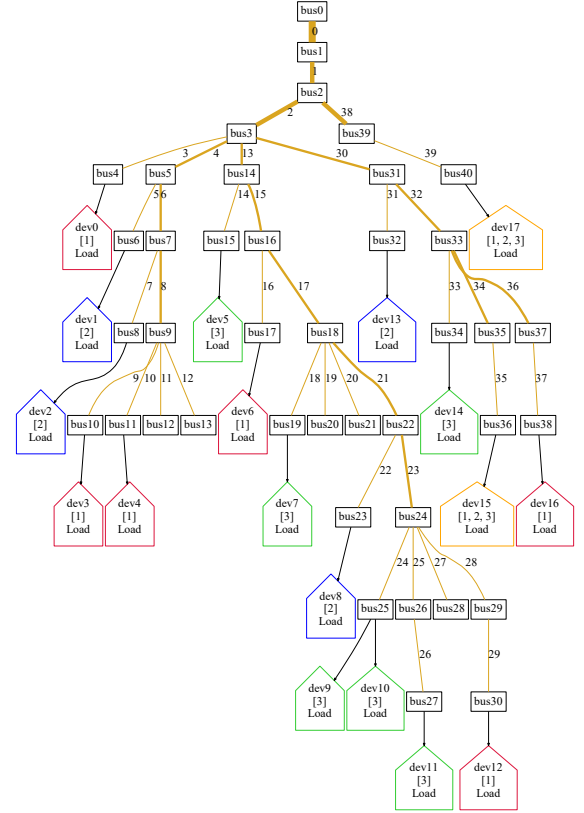 bus0
0
bus1
1
bus2
2
38
bus3
bus39
3
4
13
30
39
bus4
bus5
bus14
bus31
bus40
5
6
14
15
31
32
dev0
[1]
Load
bus6
bus7
bus15
bus16
bus32
bus33
dev17
[1, 2, 3]
Load
7
8
16
17
33
34
36
dev1
[2]
Load
bus8
bus9
dev5
[3]
Load
bus17
bus18
dev13
[2]
Load
bus34
bus35
bus37
9
10
11
12
18
19
20
21
35
37
dev2
[2]
Load
bus10
bus11
bus12
bus13
dev6
[1]
Load
bus19
bus20
bus21
bus22
dev14
[3]
Load
bus36
bus38
22
23
dev3
[1]
Load
dev4
[1]
Load
dev7
[3]
Load
bus23
bus24
dev15
[1, 2, 3]
Load
dev16
[1]
Load
24
25
27
28
dev8
[2]
Load
bus25
bus26
bus28
bus29
26
29
dev9
[3]
Load
dev10
[3]
Load
bus27
bus30
dev11
[3]
Load
dev12
[1]
Load